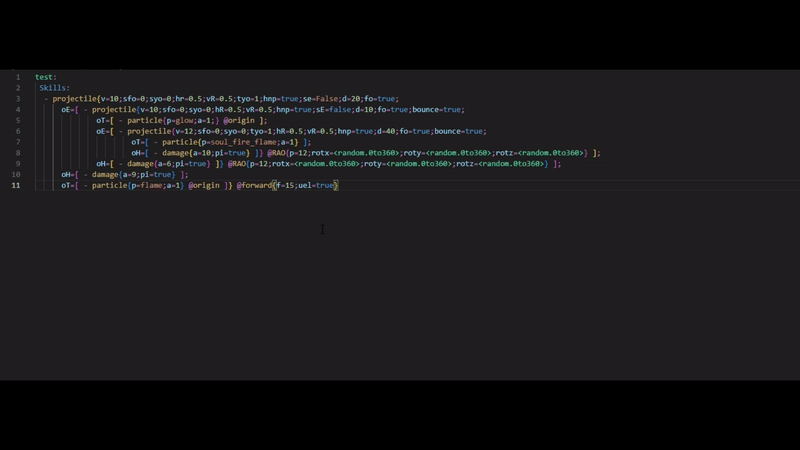 1 test:
2 Skills:
3 - projectile{v=10;sfo=0;syo=0;hr=0.5;vR=0.5;tyo=1;hnp=true;se=False;d=20;fo=true;
4 oE=[ - projectile{v=10;sfo=0;syo=0;hR=0.5;vR=0.5;hnp=true;sE=false;d=10;fo=true;bounce=true;
5 oT=[ - particle{p=glow;a=1;} @origin ];
6 oE=[ - projectile{v=12;sfo=0;syo=0;tyo=1;hR=0.5;vR=0.5;hnp=true;d=40;fo=true;bounce=true;
7 oT=[ - particle{p=soul_fire_flame;a=1} ];
8 oH=[ - damage{a=10;pi=true} ]} @RAO{p=12;rotx=<random.0to360>;roty=<random.0to360>;rotz=<random.0to360>} ];
9 oH=[ - damage{a=6;pi=true} ]} @RAO{p=12;rotx=<random.0to360>;roty=<random.0to360>;rotz=<random.0to360>} ];
10 oH=[ - damage{a=9;pi=true} ];
11 oT=[ - particle{p=flame;a=1} @origin ]} @forward{f=15;uel=true}